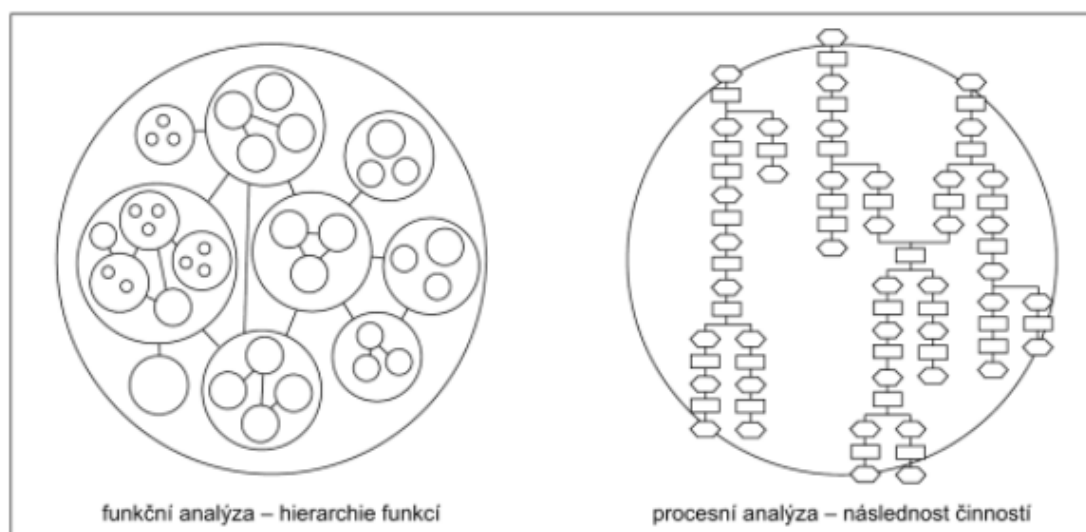 funkční analýza – hierarchie funkcí
procesní analýza – následnost činností